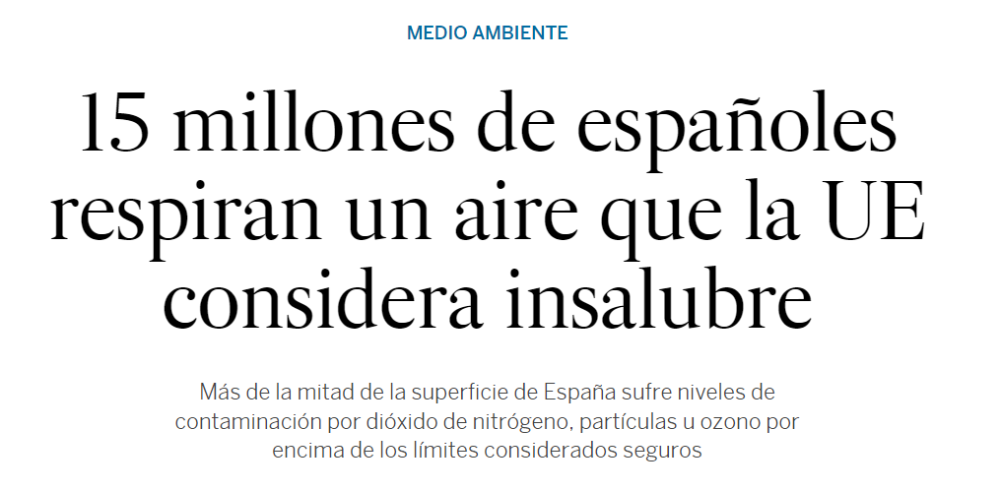 MEDIO AMBIENTE
15 millones de españoles
respiran un aire que la UE
considera insalubre
Más de la mitad de la superficie de España sufre niveles de
contaminación por dióxido de nitrógeno, partículas u ozono por
encima de los límites considerados seguros